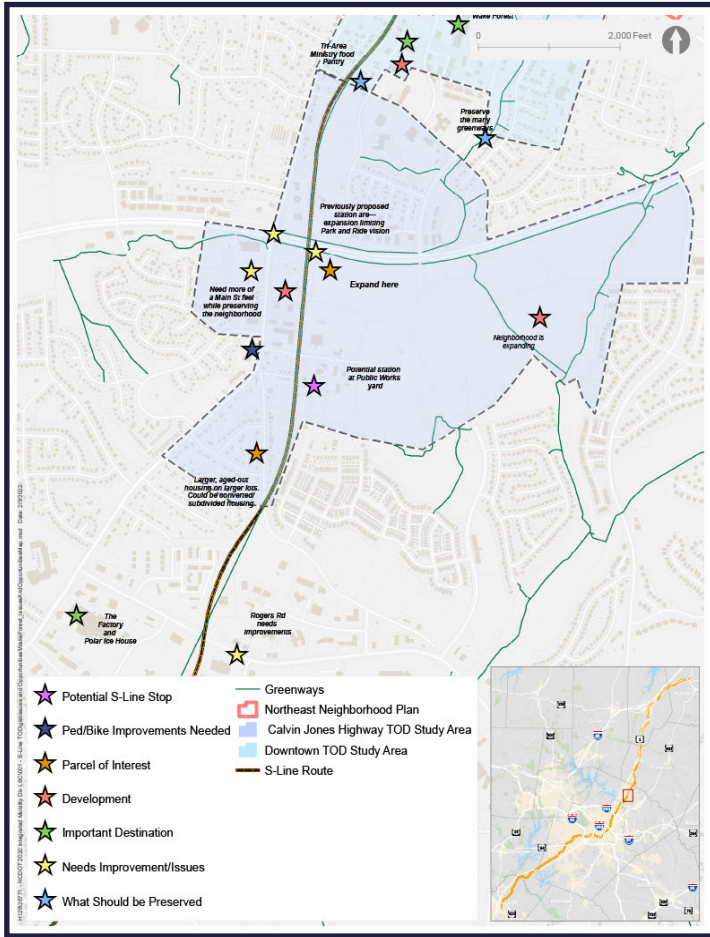 Wake Forest
0 2,000 Feet
Tri-Area
Ministry food
Pantry
Preserve
the many
greenways
Previously proposed
station are—
expansion limiting
Park and Ride vision
Need more of
a Main St feel
while preserving
the neighborhood
Expand here
Neighborhood is
expanding
Potential station
at Public Works
yard
Larger, aged-out
housing on larger lots.
Could be converted/
subdivided housing.
The
Factory
and
Polar Ice House
Rogers Rd
needs
improvements
Potential S-Line Stop
Ped/Bike Improvements Needed
Parcel of Interest
Development
Important Destination
Needs Improvement/Issues
What Should be Preserved
Greenways
Northeast Neighborhood Plan
Calvin Jones Highway TOD Study Area
Downtown TOD Study Area
S-Line Route